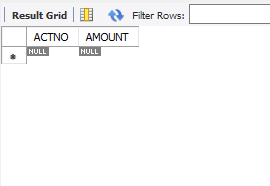 Result Grid Filter Rows:
ACTNO AMOUNT
NULL NULL